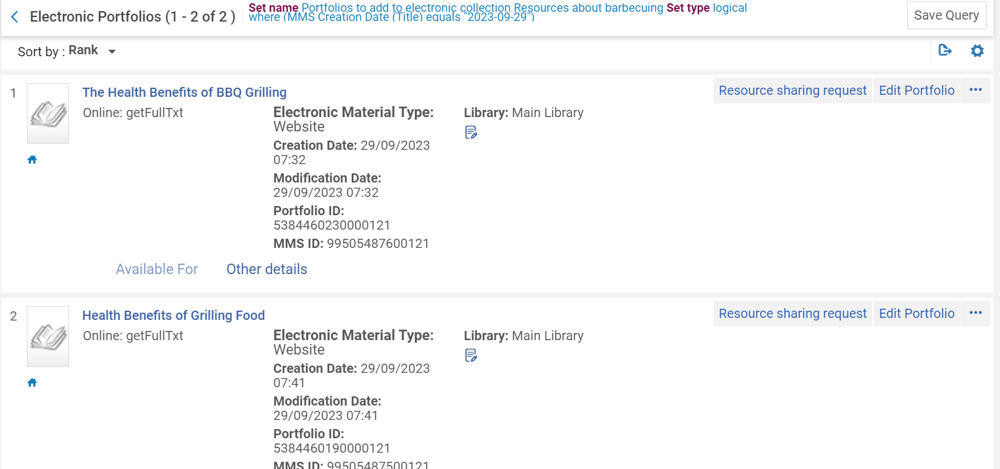 Electronic Portfolios (1 - 2 of 2 )
Set name Portfolios to add to electronic collection Resources about barbecuing Set type logical
where (MMS Creation Date (Title) equals "2023-09-29")
Save Query
Sort by : Rank
1
The Health Benefits of BBQ Grilling
Resource sharing request Edit Portfolio
Online: getFullTxt
Electronic Material Type:
Website
Creation Date: 29/09/2023
07:32
Modification Date:
29/09/2023 07:32
Portfolio ID:
5384460230000121
MMS ID: 99505487600121
Library: Main Library
Available For Other details
2
Health Benefits of Grilling Food
Resource sharing request Edit Portfolio
Online: getFullTxt
Electronic Material Type:
Website
Creation Date: 29/09/2023
07:41
Modification Date:
29/09/2023 07:41
Portfolio ID:
5384460190000121
MMS ID: 99505487500121
Library: Main Library